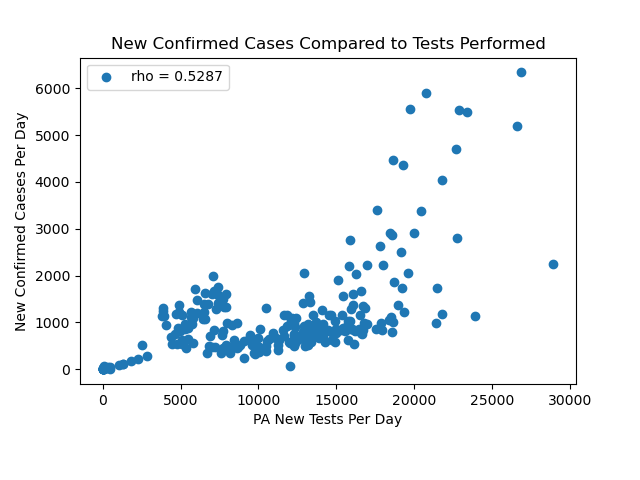 New Confirmed Cases Compared to Tests Performed
rho = 0.5287
New Confirmed Caeses Per Day
6000
5000
4000
3000
2000
1000
0
0 5000 10000 15000 20000 25000 30000
PA New Tests Per Day